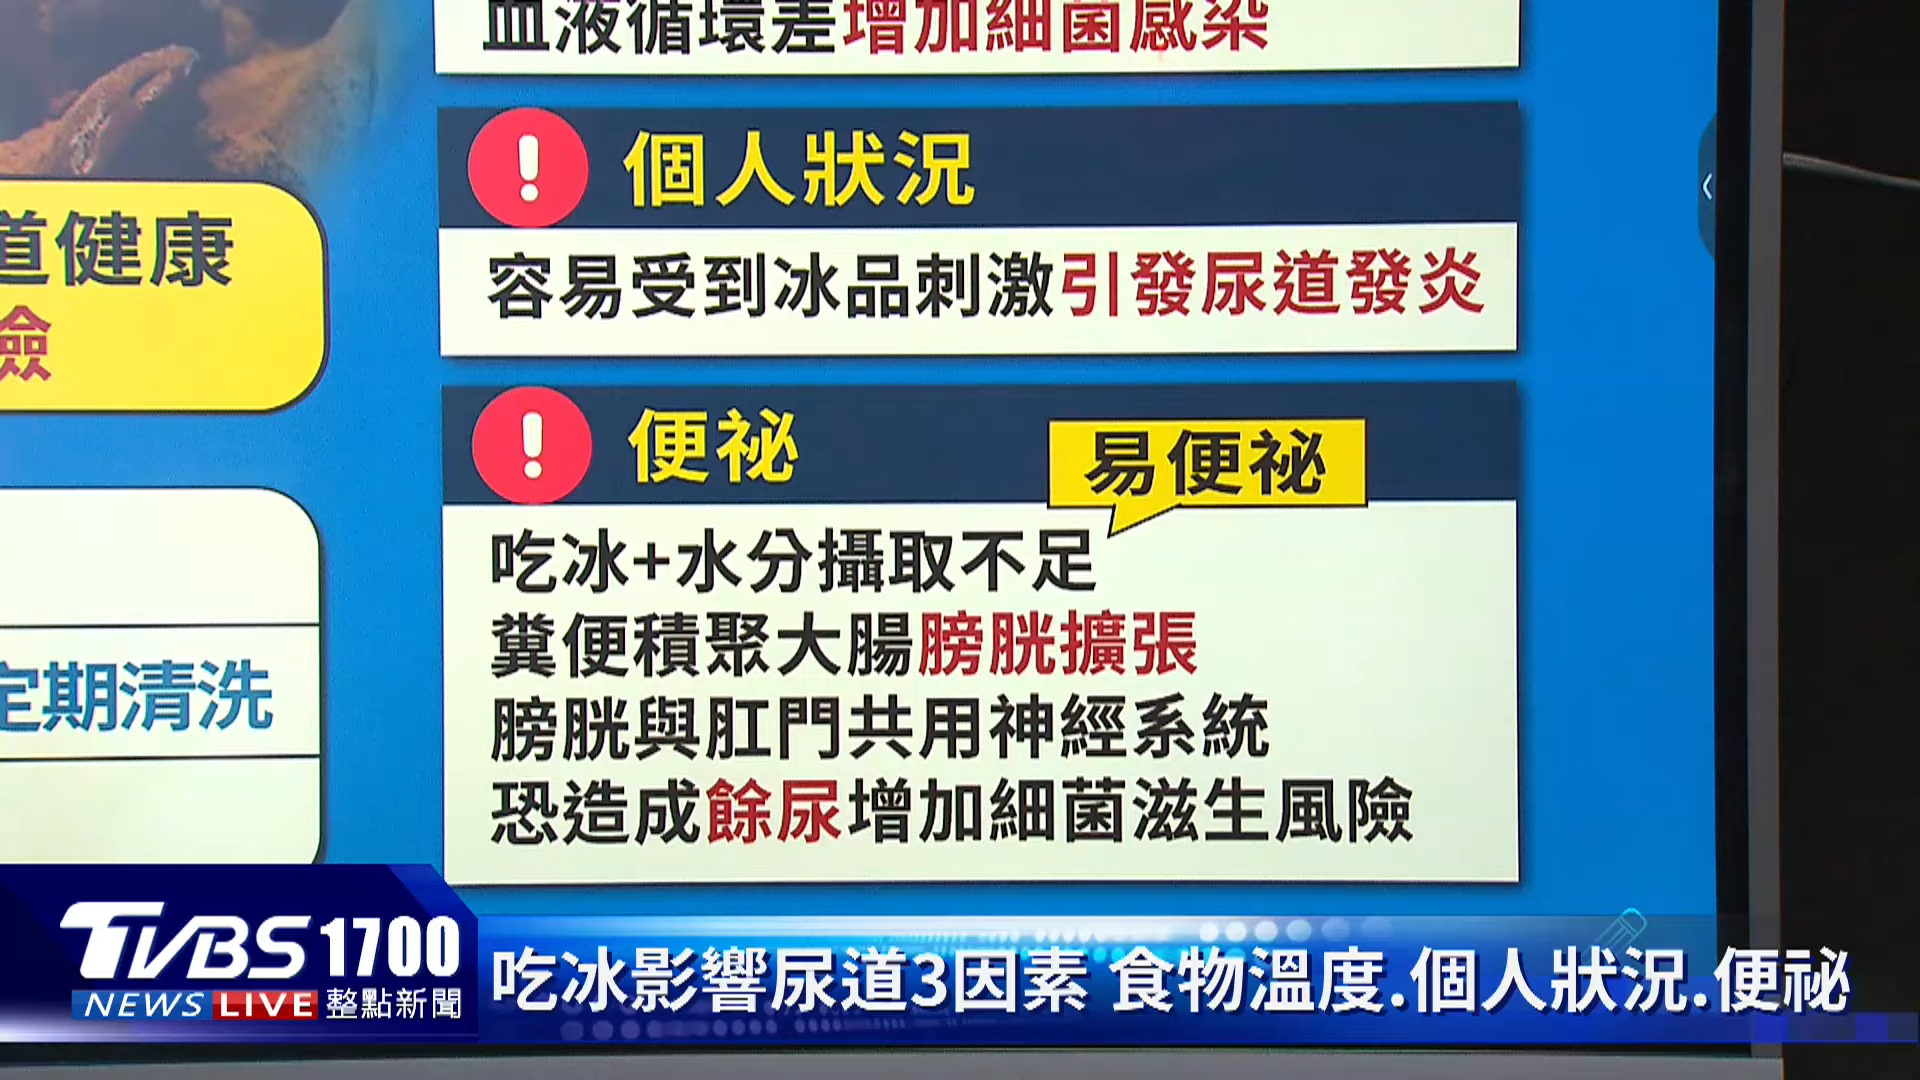 血液循環差增加細菌感染
個人狀況
容易受到冰品刺激引發尿道發炎
道健康
險
便祕
易便祕
吃冰+水分攝取不足
糞便積聚大腸膀胱擴張
膀胱與肛門共用神經系統
恐造成餘尿增加細菌滋生風險
定期清洗
TVBS 1700
NEWS LIVE 整點新聞
吃冰影響尿道3因素 食物溫度.個人狀況.便祕